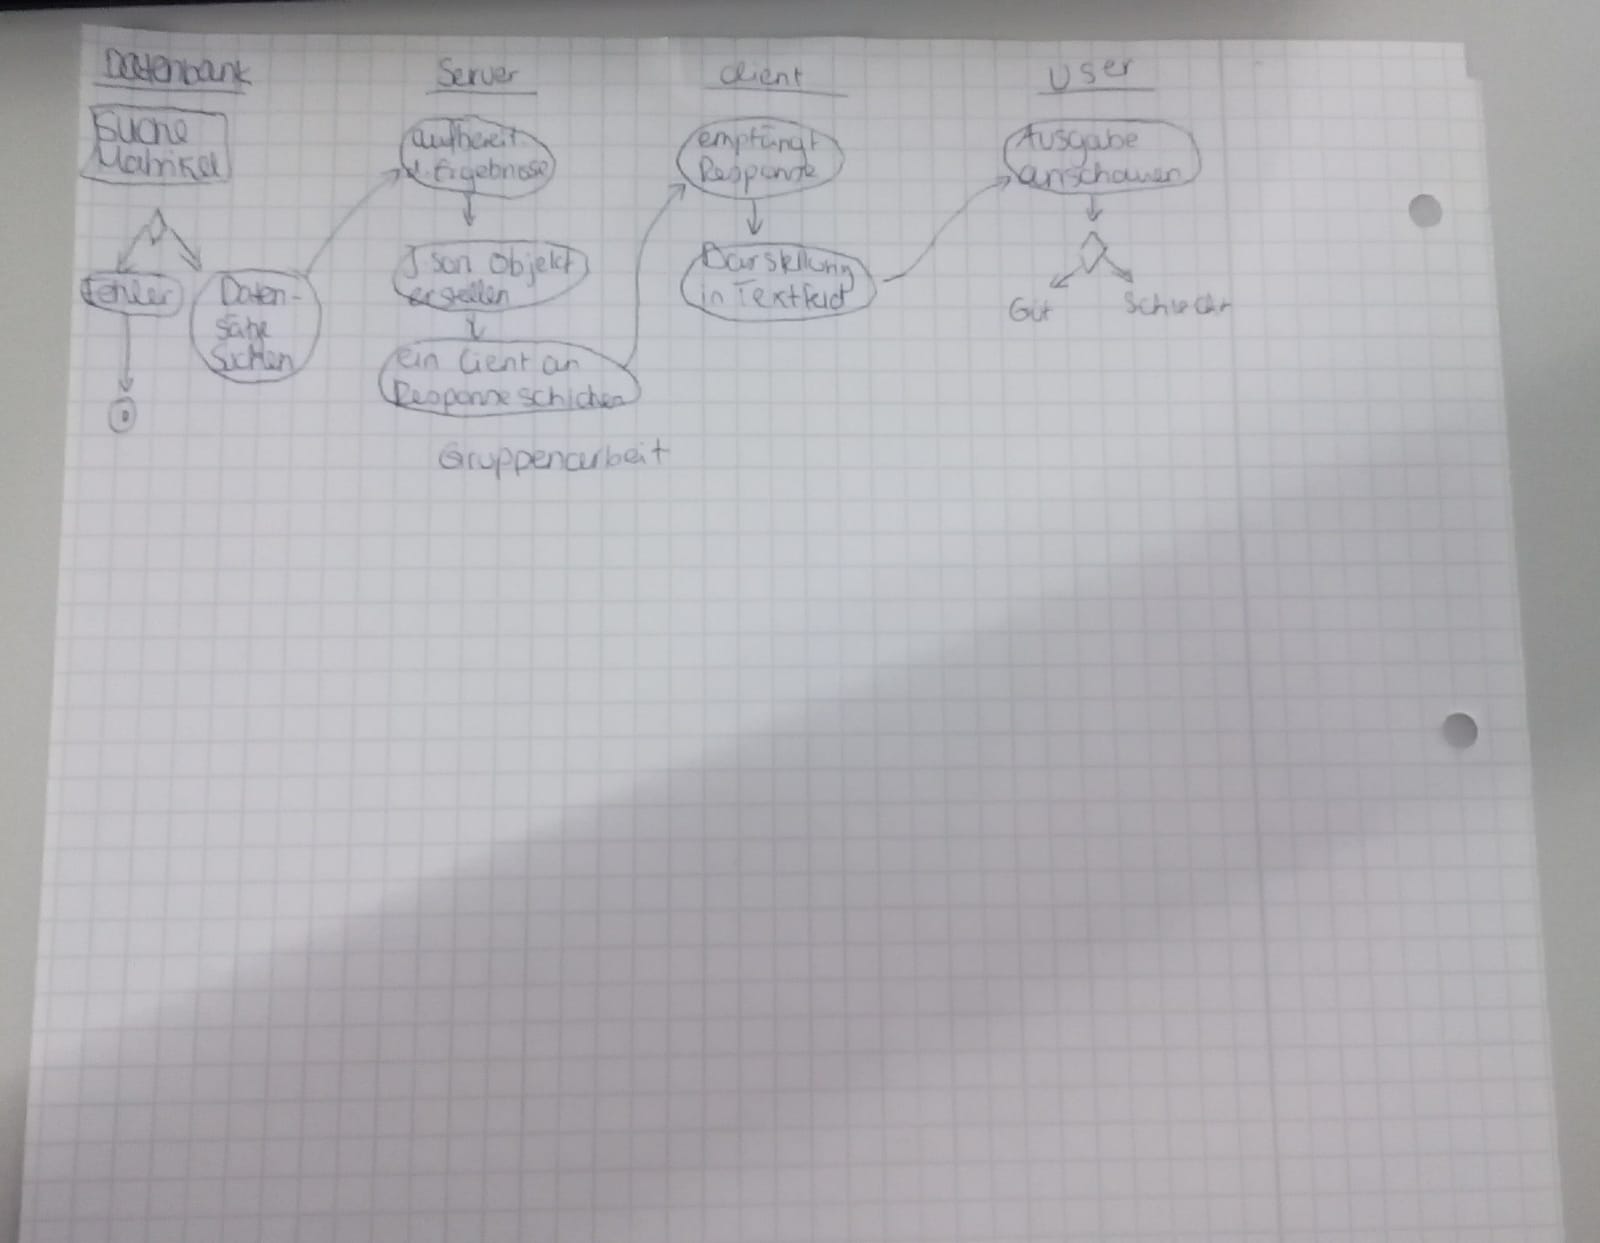 Datenbank
Suche
Matrikel
Fehler
Daten-
sätze
Suchen
Server
aufbereit.
d. Ergebnisse
Json Objekt
erstellen
ein Cient an
Response schicken
Gruppenarbeit
Client
empfängt
Response
Darstellung
in Textfeld
User
Ausgabe
anschauen
Gut
Schlecht